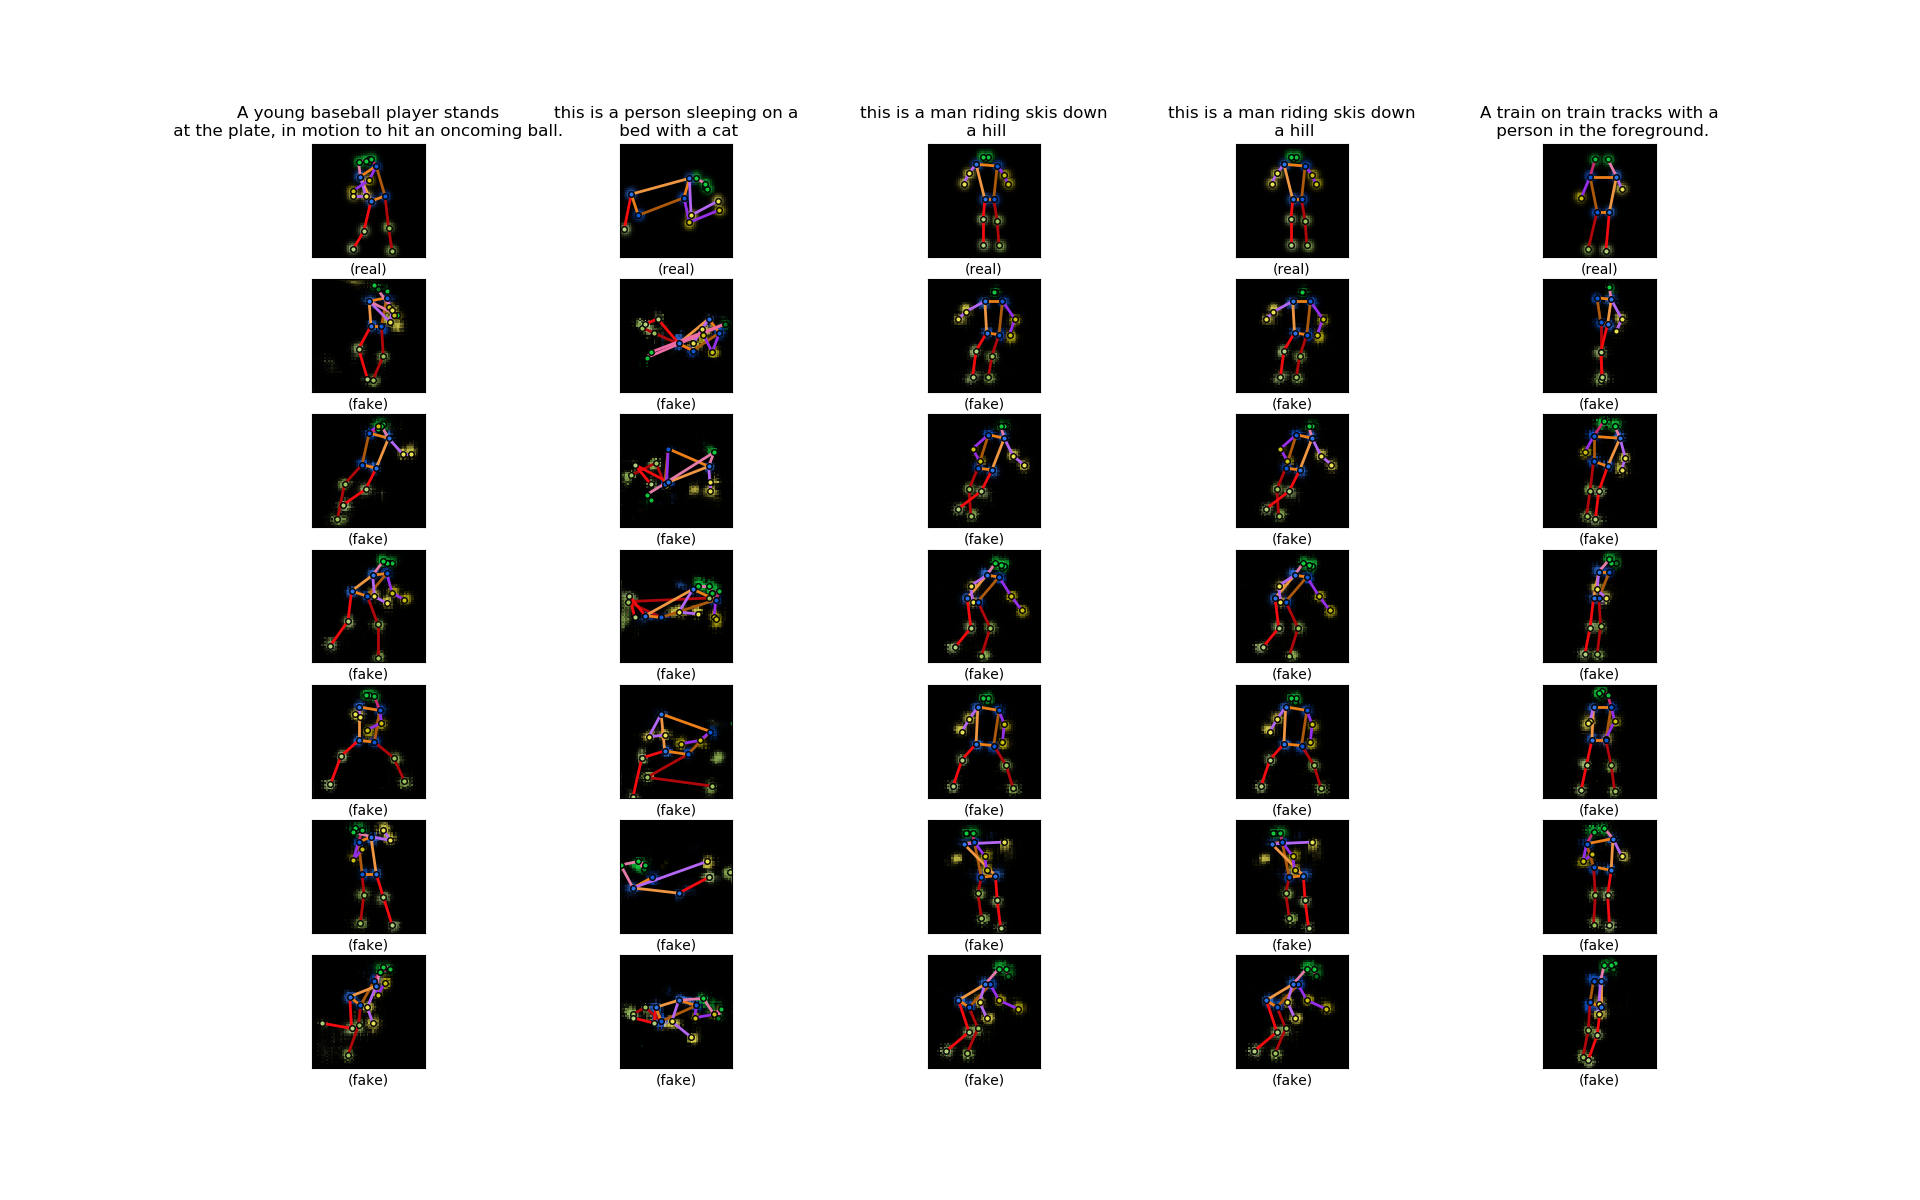 A young baseball player stands
at the plate, in motion to hit an oncoming ball.
this is a person sleeping on a
bed with a cat
this is a man riding skis down
a hill
this is a man riding skis down
a hill
A train on train tracks with a
person in the foreground.
(real) (real) (real) (real) (real)
(fake) (fake) (fake) (fake) (fake)
(fake) (fake) (fake) (fake) (fake)
(fake) (fake) (fake) (fake) (fake)
(fake) (fake) (fake) (fake) (fake)
(fake) (fake) (fake) (fake) (fake)
(fake) (fake) (fake) (fake) (fake)